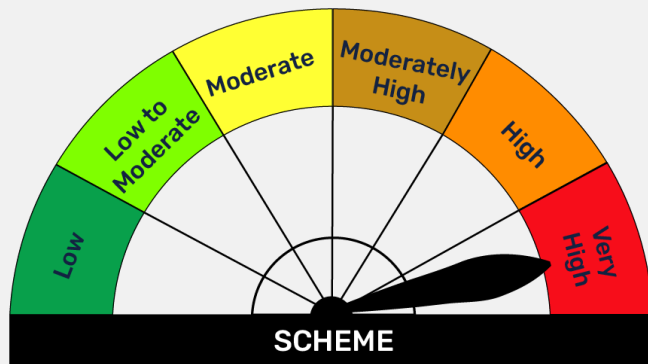 Low
Low to
Moderate
Moderate
Moderately
High
High
Very
High
SCHEME